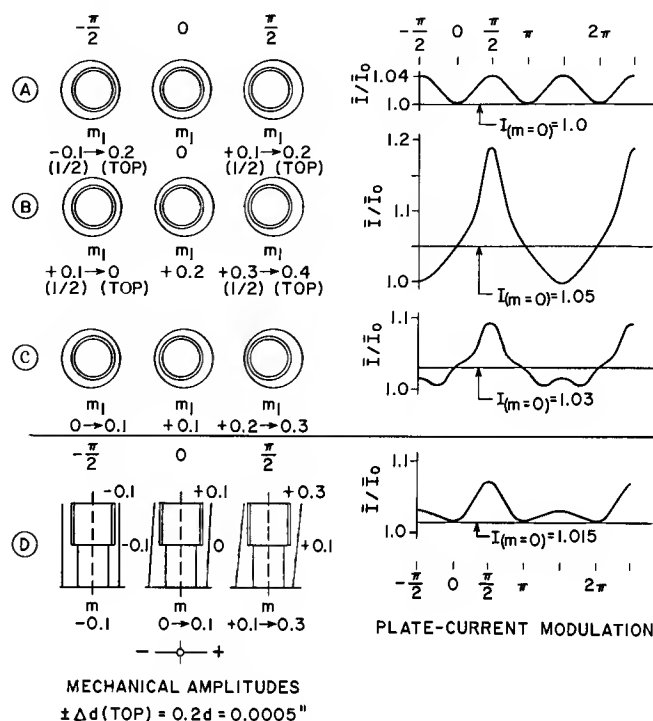 -π/2 0 π/2
-π/2 0 π/2 π 2π
A
m₁ m₁ m₁
-0.1→0.2 0 +0.1→0.2
(1/2) (TOP) (1/2) (TOP)
Ī/Ī₀
1.04
1.0
I(m=0)=1.0
B
m₁ m₁ m₁
+0.1→0 +0.2 +0.3→0.4
(1/2) (TOP) (1/2) (TOP)
Ī/Ī₀
1.2
1.1
1.0
I(m=0)=1.05
C
m₁ m₁ m₁
0→0.1 +0.1 +0.2→0.3
Ī/Ī₀
1.1
1.0
I(m=0)=1.03
-π/2 0 π/2
D
-0.1 +0.1 +0.3
-0.1 0 +0.1
m m m
-0.1 0→0.1 +0.1→0.3
Ī/Ī₀
1.1
1.0
I(m=0)=1.015
-π/2 0 π/2 π 2π
- +
MECHANICAL AMPLITUDES
±Δd(TOP)=0.2d=0.0005"
PLATE-CURRENT MODULATION